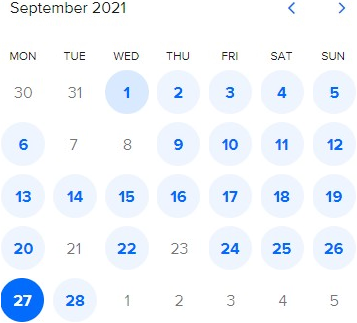 September 2021
MON TUE WED THU FRI SAT SUN
30 31 1 2 3 4 5
6 7 8 9 10 11 12
13 14 15 16 17 18 19
20 21 22 23 24 25 26
27 28 1 2 3 4 5